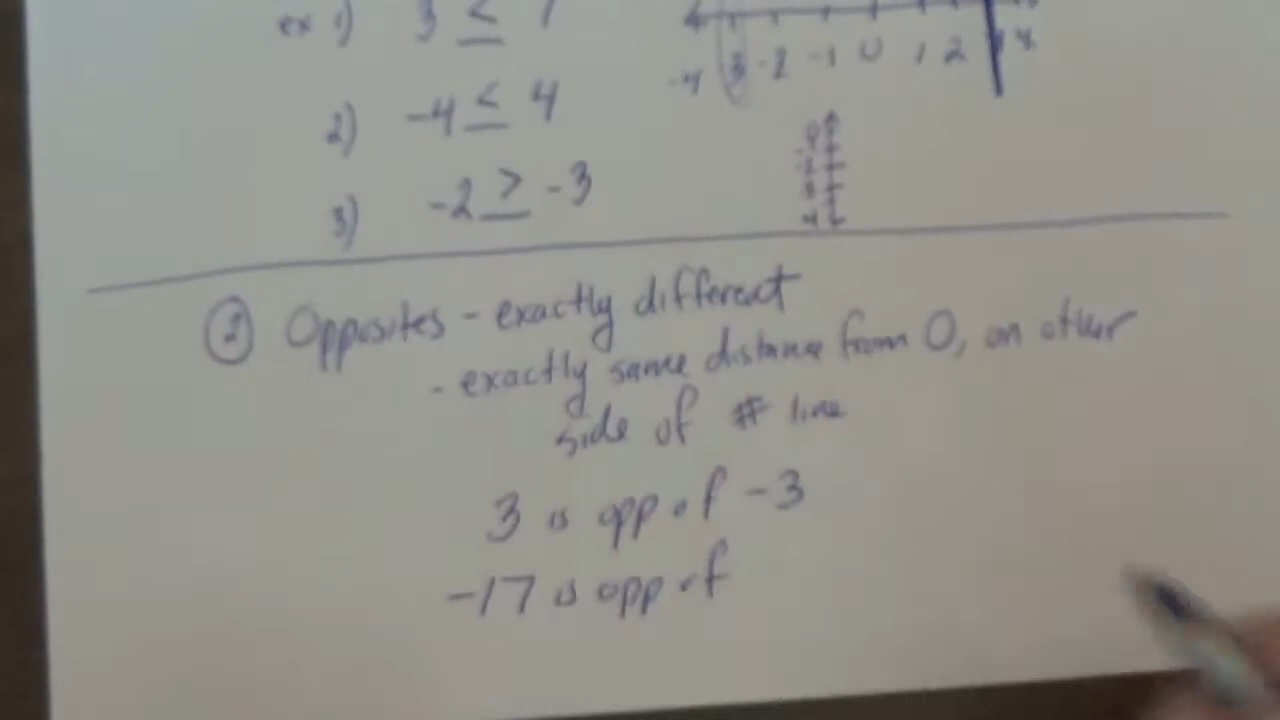 ex 1) 3 ≤ 7
-4 3 -2 -1 0 1 2 4
2) -4 ≤ 4
3) -2 ≥ -3
② Opposites - exactly different
- exactly same distance from 0, on other
side of # line
3 is opp of -3
-17 is opp of